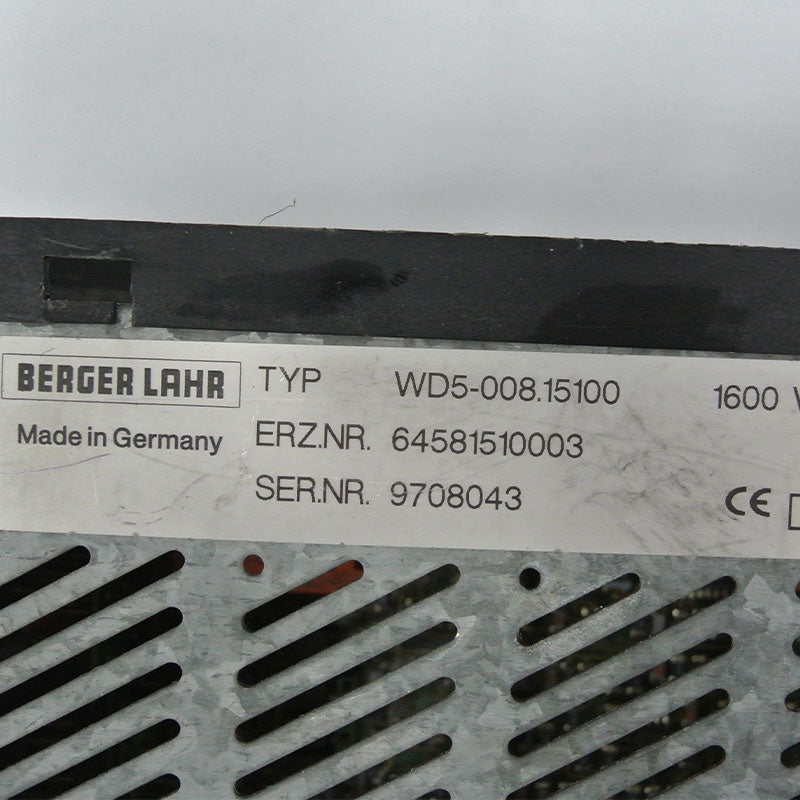 BERGER LAHR TYP WD5-008.15100 1600 W
Made in Germany ERZ.NR. 64581510003
SER.NR. 9708043 CE